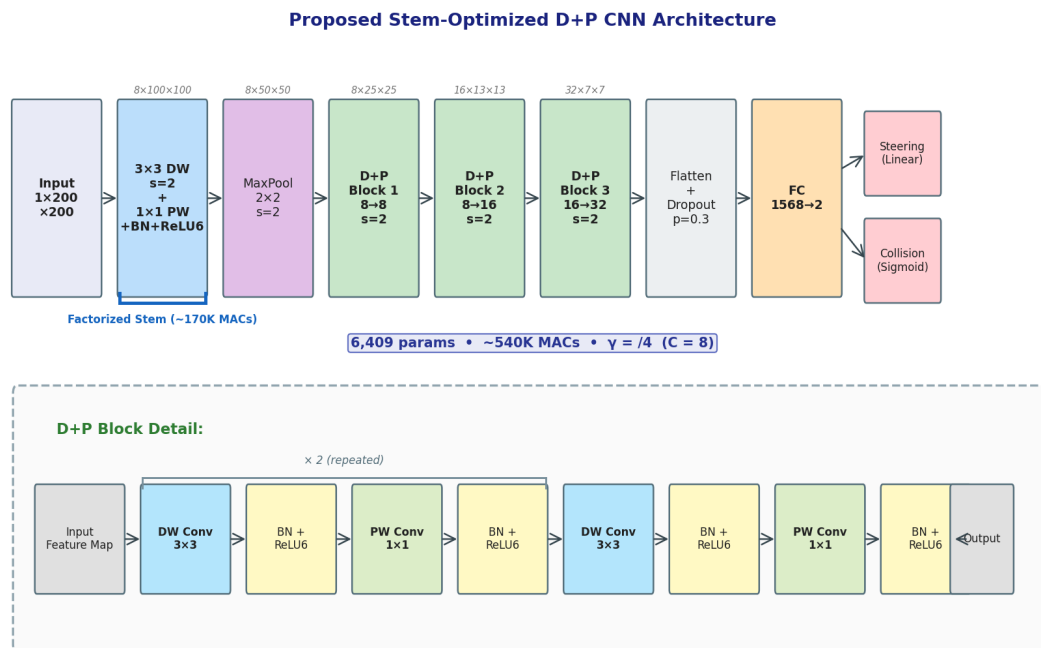 Proposed Stem-Optimized D+P CNN Architecture
8×100×100
8×50×50
8×25×25
16×13×13
32×7×7
Input
1×200
×200
3×3 DW
s=2
+
1×1 PW
+BN+ReLU6
MaxPool
2×2
s=2
D+P
Block 1
8→8
s=2
D+P
Block 2
8→16
s=2
D+P
Block 3
16→32
s=2
Flatten
+
Dropout
p=0.3
FC
1568→2
Steering
(Linear)
Collision
(Sigmoid)
Factorized Stem (~170K MACs)
6,409 params • ~540K MACs • γ = /4 (C = 8)
D+P Block Detail:
× 2 (repeated)
Input
Feature Map
DW Conv
3×3
BN +
ReLU6
PW Conv
1×1
BN +
ReLU6
DW Conv
3×3
BN +
ReLU6
PW Conv
1×1
BN +
ReLU6
Output